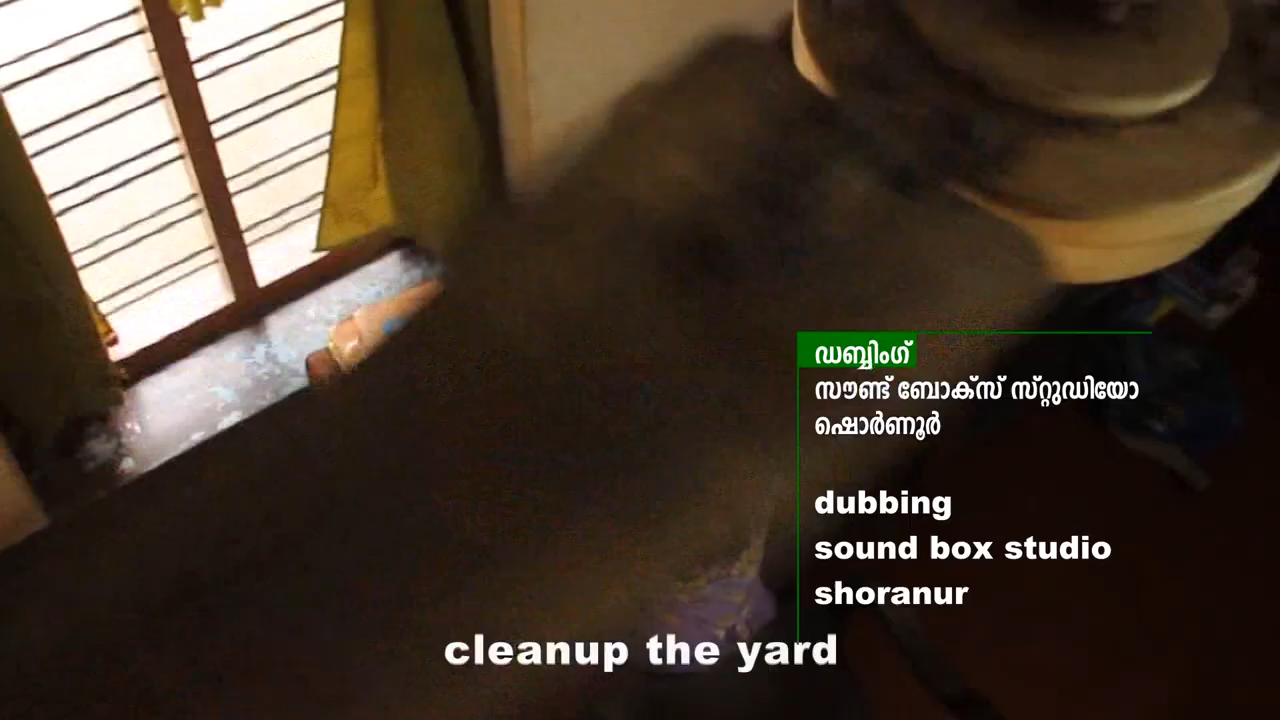 ഡബ്ബിംഗ്
സൗണ്ട് ബോക്സ് സ്റ്റുഡിയോ
ഷൊർണൂർ
dubbing
sound box studio
shoranur
cleanup the yard